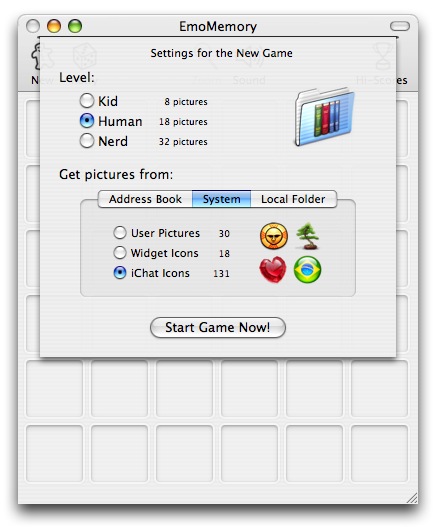 EmoMemory
Settings for the New Game
New
Sound
Hi-Scores
Level:
Kid 8 pictures
Human 18 pictures
Nerd 32 pictures
Get pictures from:
Address Book System Local Folder
User Pictures 30
Widget Icons 18
iChat Icons 131
Start Game Now!